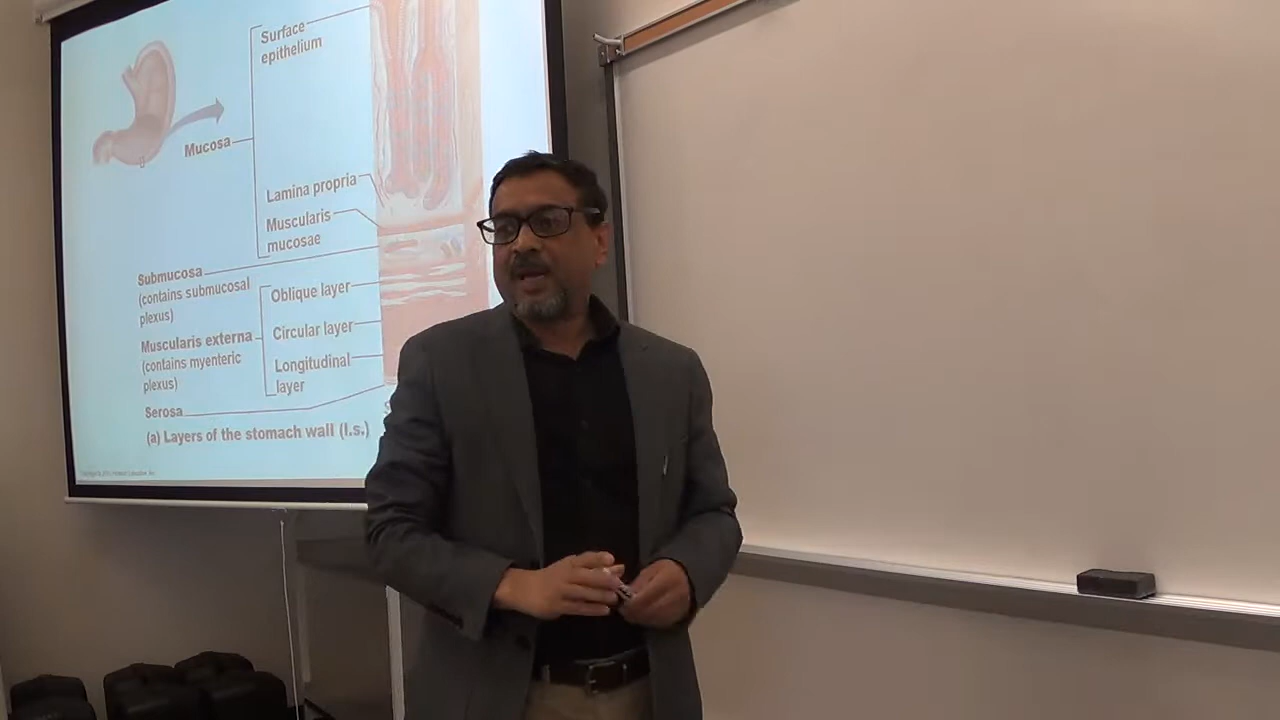 Surface
epithelium
Mucosa
Lamina propria
Muscularis
mucosae
Submucosa
(contains submucosal
plexus)
Oblique layer
Muscularis externa
(contains myenteric
plexus)
Circular layer
Longitudinal
layer
Serosa
(a) Layers of the stomach wall (l.s.)